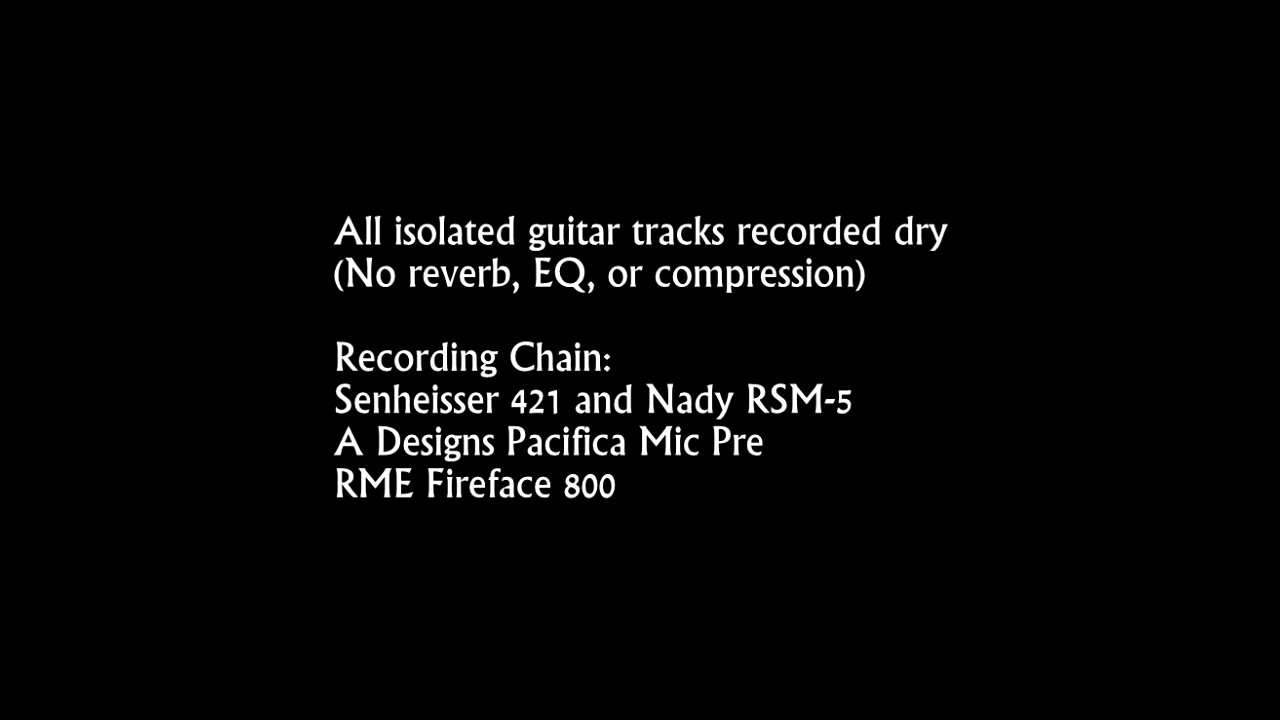 All isolated guitar tracks recorded dry
(No reverb, EQ, or compression)
Recording Chain:
Senheisser 421 and Nady RSM-5
A Designs Pacifica Mic Pre
RME Fireface 800